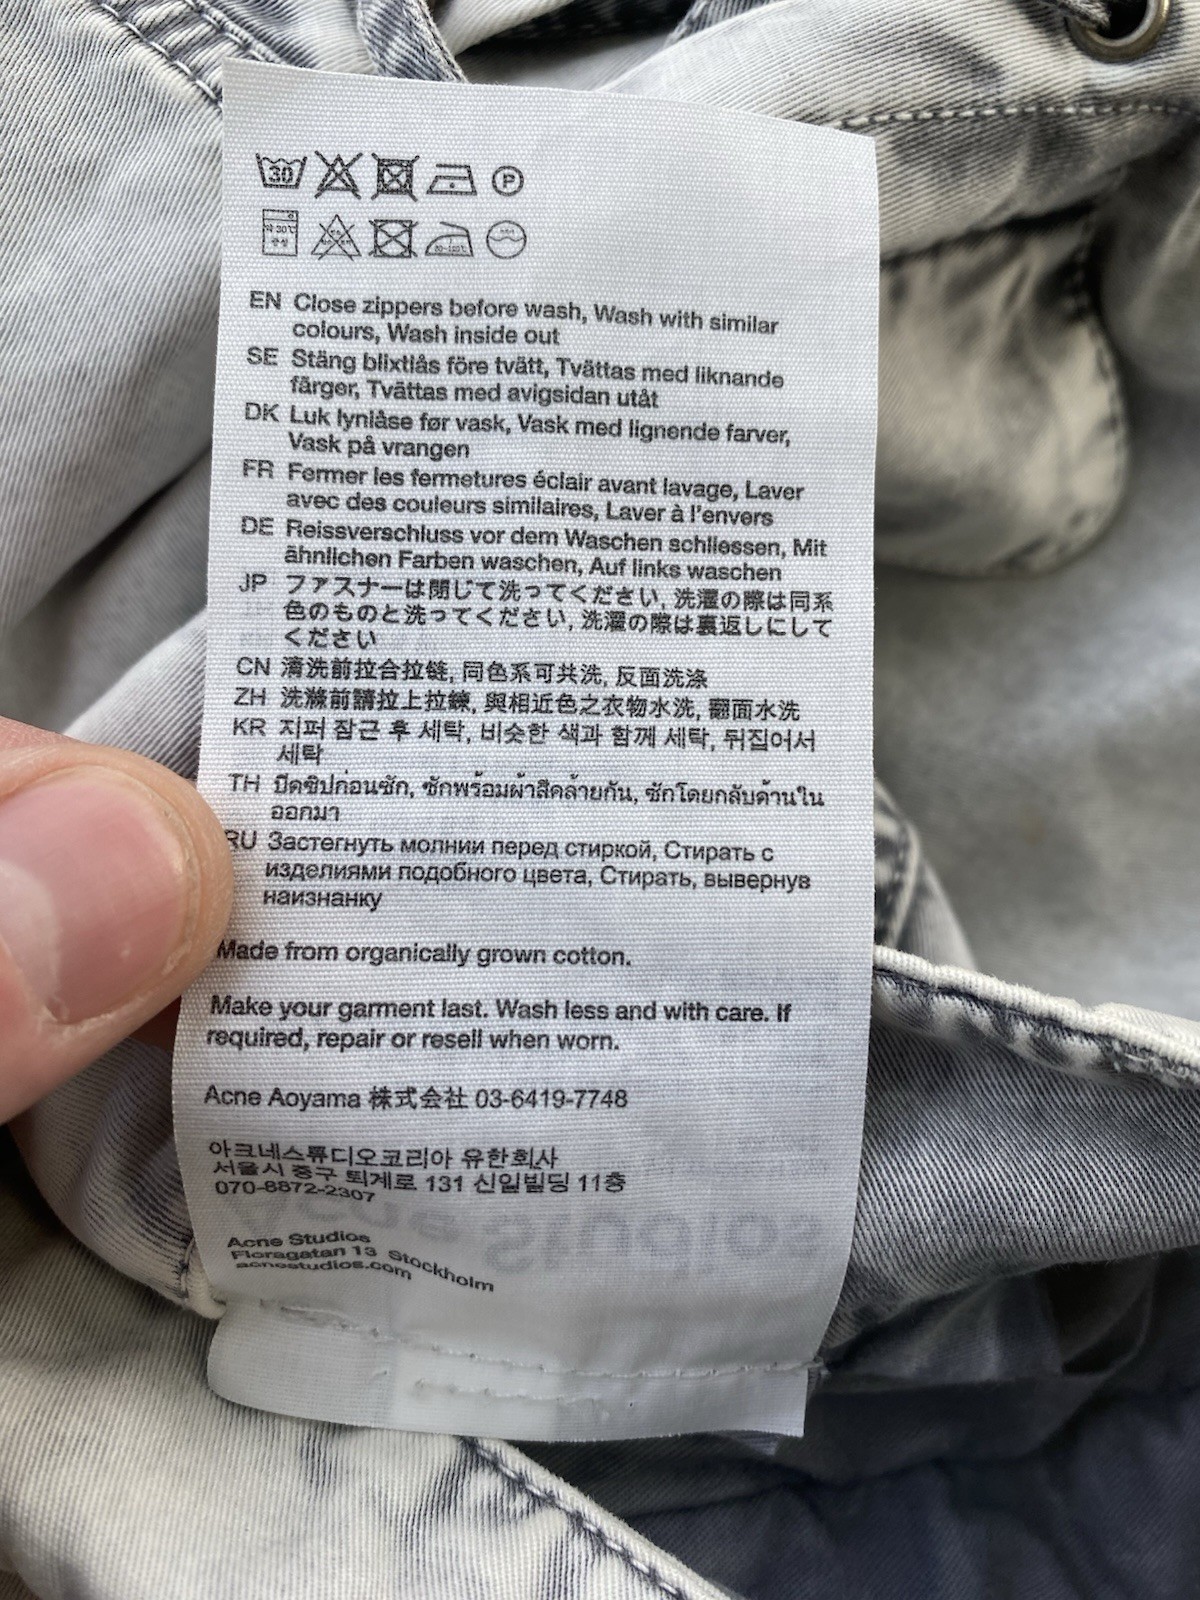 30
P
EN Close zippers before wash, Wash with similar
colours, Wash inside out
SE Stäng blixtlås före tvätt, Tvättas med liknande
färger, Tvättas med avigsidan utåt
DK Luk lynlåse før vask, Vask med lignende farver,
Vask på vrangen
FR Fermer les fermetures éclair avant lavage, Laver
avec des couleurs similaires, Laver à l'envers
DE Reissverschluss vor dem Waschen schliessen, Mit
ähnlichen Farben waschen, Auf links waschen
JP ファスナーは閉じて洗ってください, 洗濯の際は同系
色のものと洗ってください, 洗濯の際は裏返しにして
ください
CN 清洗前拉合拉链, 同色系可共洗, 反面洗涤
ZH 洗滌前請拉上拉鍊, 與相近色之衣物水洗, 翻面水洗
KR 지퍼 잠근 후 세탁, 비슷한 색과 함께 세탁, 뒤집어서
세탁
TH ปิดซิปก่อนซัก, ซักพร้อมผ้าสีคล้ายกัน, ซักโดยกลับด้านใน
ออกมา
RU Застегнуть молнии перед стиркой, Стирать с
изделиями подобного цвета, Стирать, вывернув
наизнанку
Made from organically grown cotton.
Make your garment last. Wash less and with care. If
required, repair or resell when worn.
Acne Aoyama 株式会社 03-6419-7748
아크네스튜디오코리아 유한회사
서울시 중구 퇴계로 131 신일빌딩 11층
070-8872-2307
Acne Studios
Floragatan 13 Stockholm
acnestudios.com